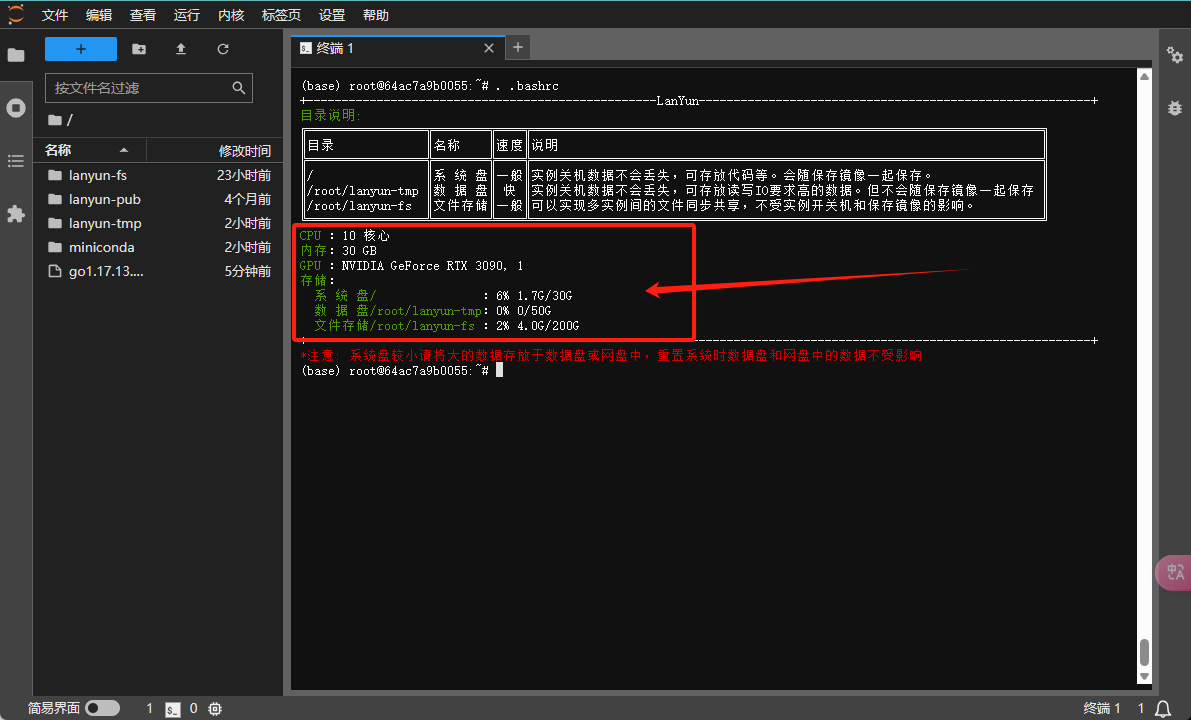 文件 编辑 查看 运行 内核 标签页 设置 帮助
终端 1
按文件名过滤
/
名称 修改时间
lanyun-fs 23小时前
lanyun-pub 4个月前
lanyun-tmp 2小时前
miniconda 2小时前
go1.17.13.... 5分钟前
(base) root@64ac7a9b0055:~# . .bashrc
LanYun
目录说明:
目录 名称 速度 说明
/ 系 统 盘 一般 实例关机数据不会丢失，可存放代码等。会随保存镜像一起保存。
/root/lanyun-tmp 数 据 盘 快 实例关机数据不会丢失，可存放读写IO要求高的数据。但不会随保存镜像一起保存
/root/lanyun-fs 文件存储 一般 可以实现多实例间的文件同步共享，不受实例开关机和保存镜像的影响。
CPU : 10 核心
内存: 30 GB
GPU : NVIDIA GeForce RTX 3090, 1
存储:
系 统 盘/ : 6% 1.7G/30G
数 据 盘/root/lanyun-tmp: 0% 0/50G
文件存储/root/lanyun-fs : 2% 4.0G/200G
*注意: 系统盘较小请将大的数据存放于数据盘或网盘中，重置系统时数据盘和网盘中的数据不受影响
(base) root@64ac7a9b0055:~#
中A
简易界面 1 $_ 0 终端 1 1